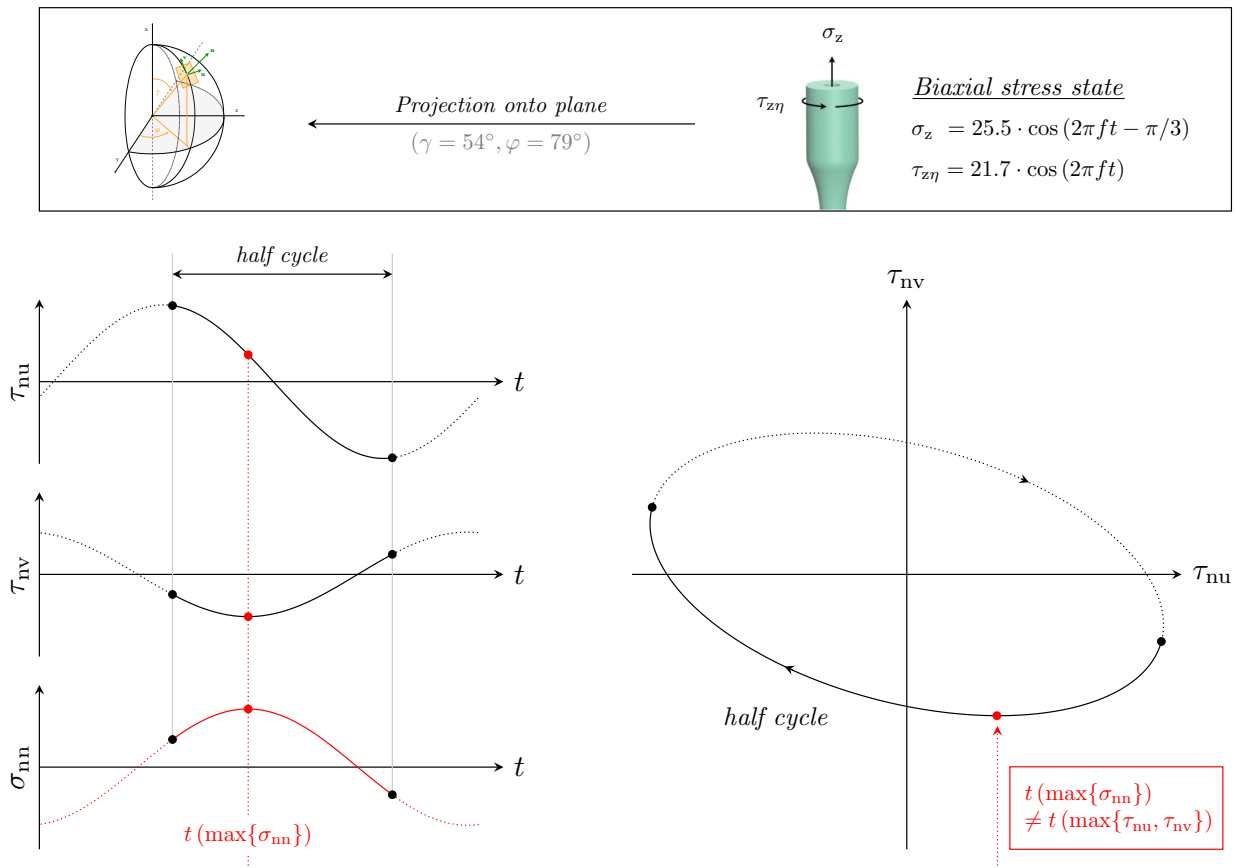 σz
Biaxial stress state
Projection onto plane
τzη
σz = 25.5 · cos (2πft − π/3)
(γ = 54°, φ = 79°)
τzη = 21.7 · cos (2πft)
z
n
γ
φ
y
half cycle
τnu
t
τnv
t
σnn
t
t (max{σnn})
τnv
τnu
half cycle
t (max{σnn})
≠ t (max{τnu, τnv})